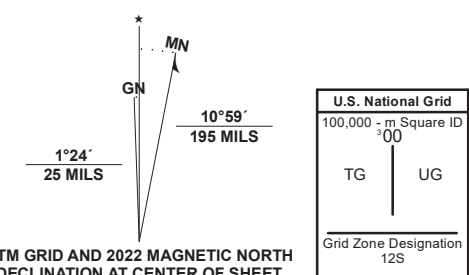 ★
MN
GN
10°59´
195 MILS
1°24´
25 MILS
TM GRID AND 2022 MAGNETIC NORTH
DECLINATION AT CENTER OF SHEET
U.S. National Grid
100,000 - m Square ID
³00
TG UG
Grid Zone Designation
12S